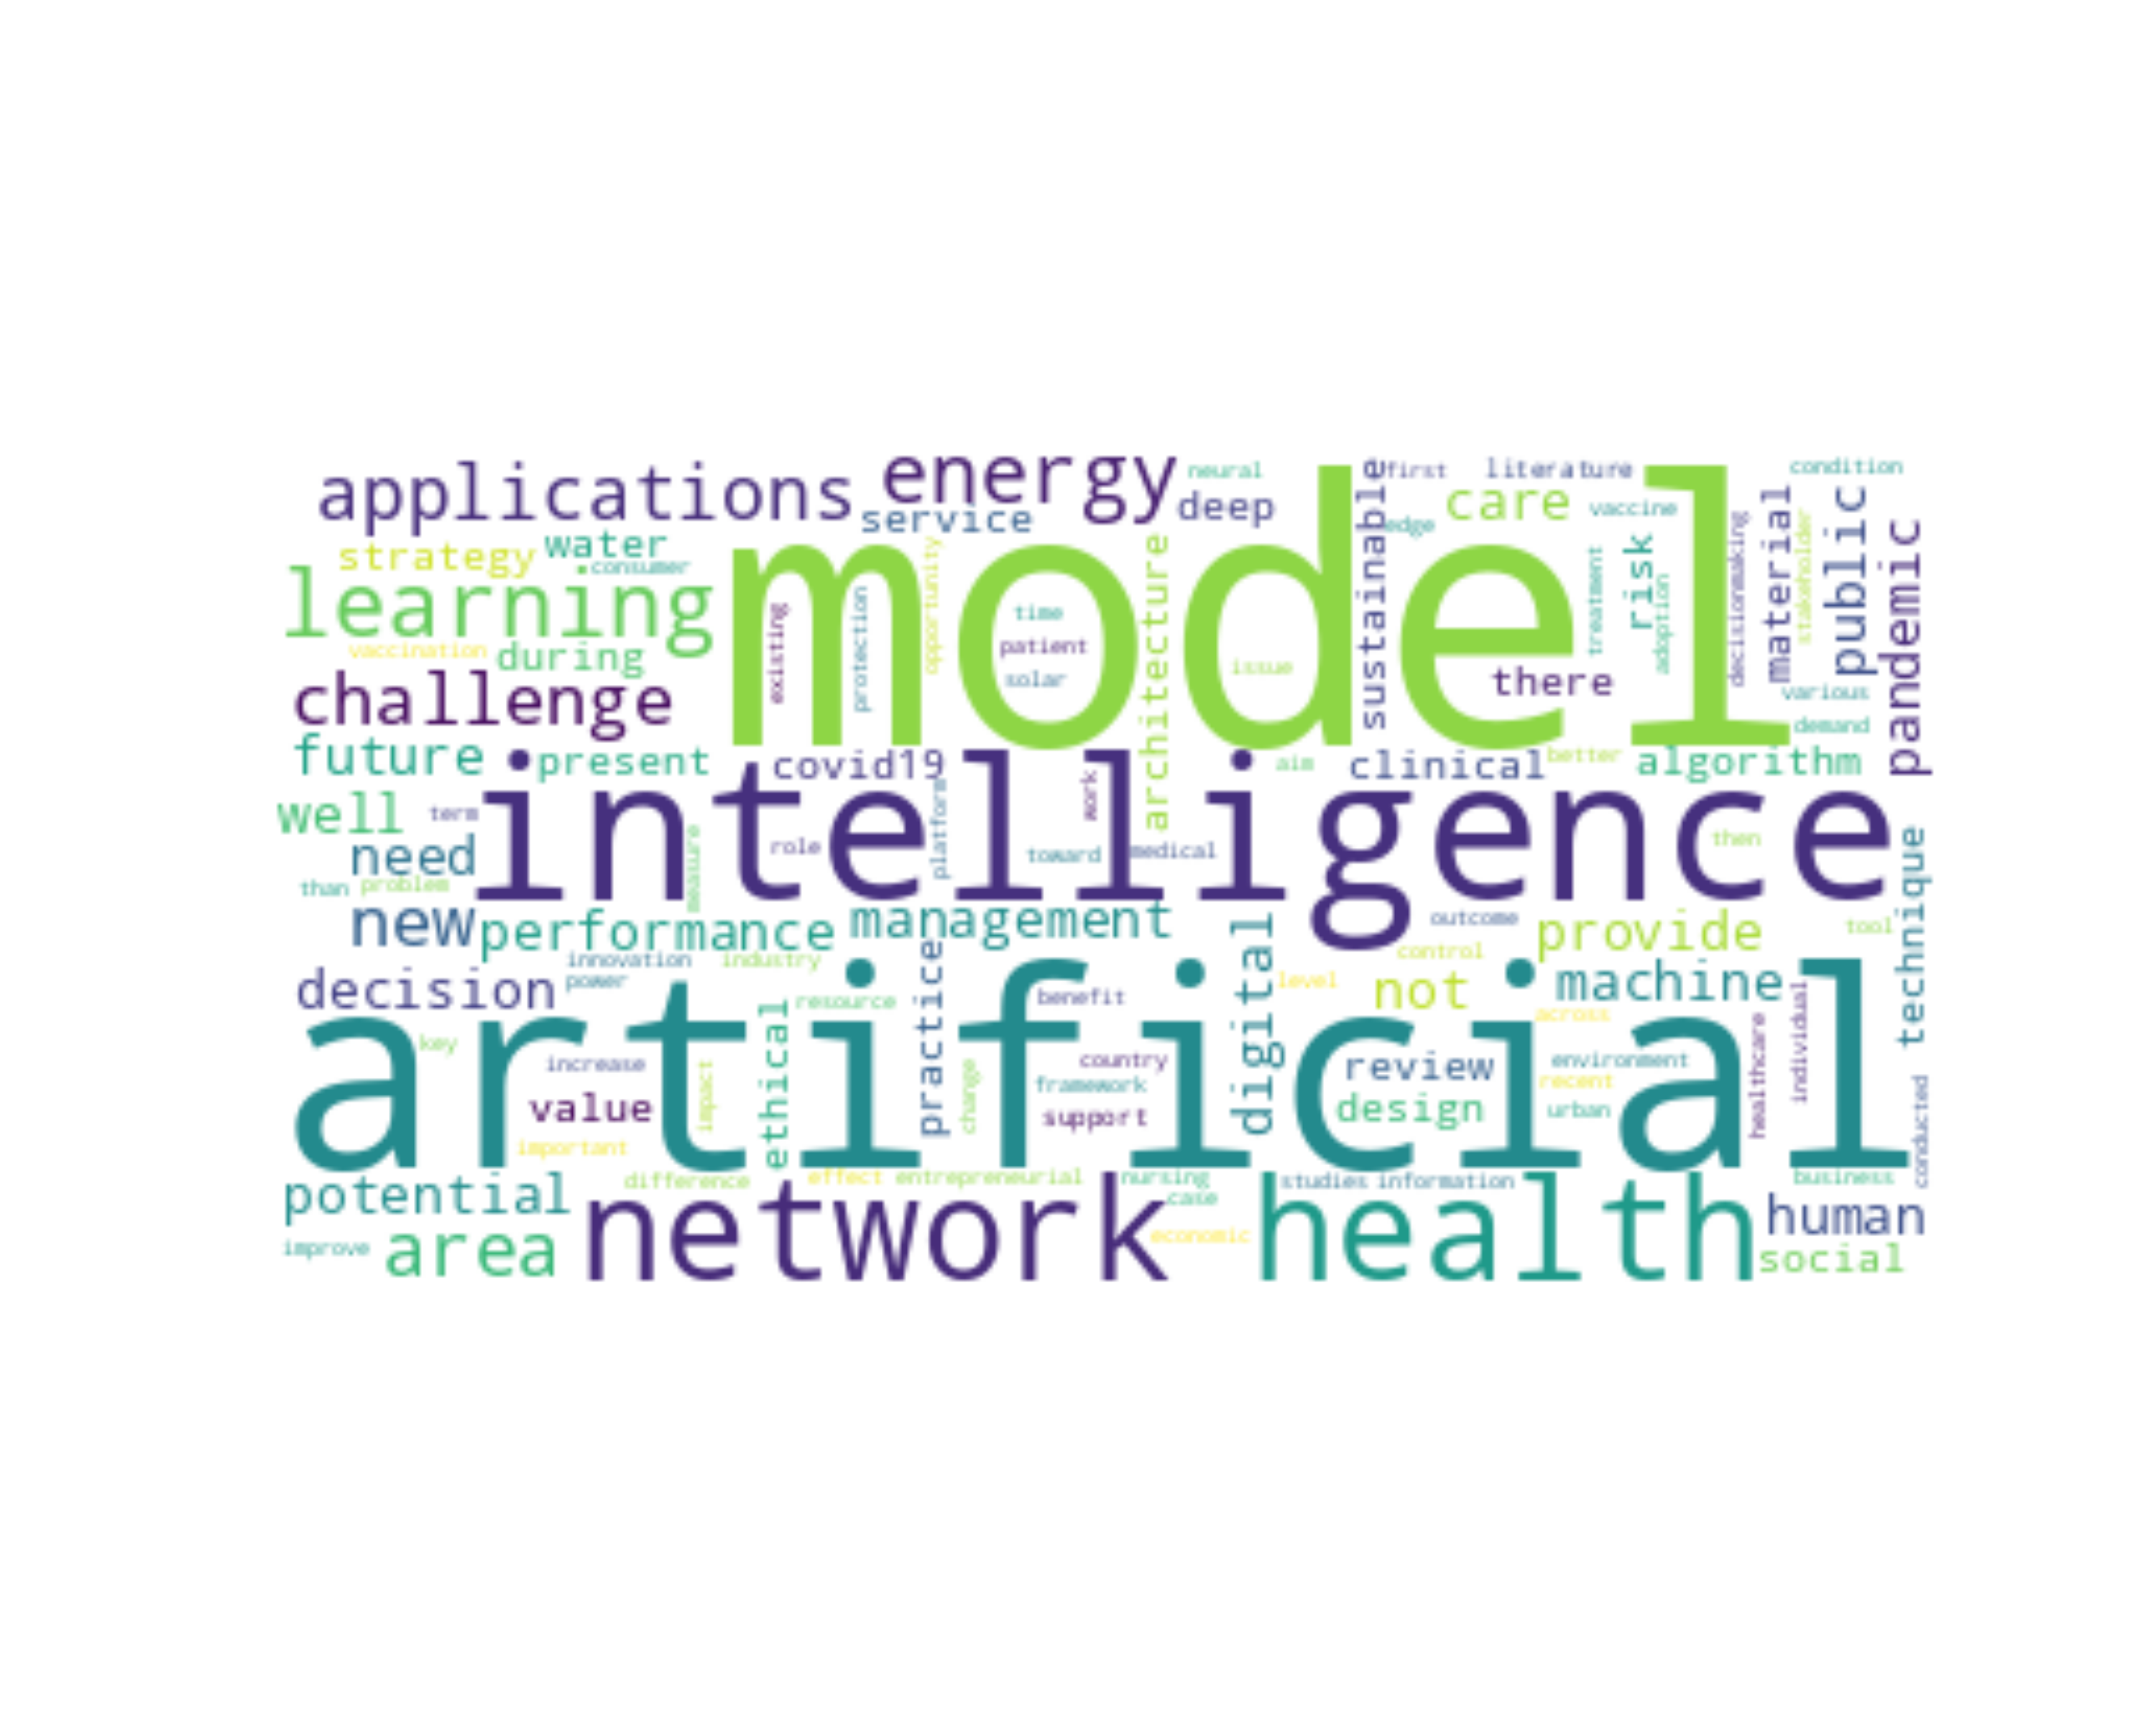 applications energy neural deep service
sustainable first literature condition
care vaccine edge
strategy water consumer
learning model
vaccination during
existing protection opportunity
time patient solar
architecture issue
treatment risk adoption there
decisionmaking material stakeholder public pandemic
various demand
challenge
future present covid19 work aim clinical better algorithm
well term intelligence
need role platform toward medical then
than problem measure
technique
new performance management outcome provide tool
innovation industry practice digital control
decision power resource benefit level not machine
artificial
key ethical across individual
increase impact change country framework support review environment recent healthcare
value design urban conducted
important
difference effect entrepreneurial nursing studies information business
potential case
network health human
improve area economic social